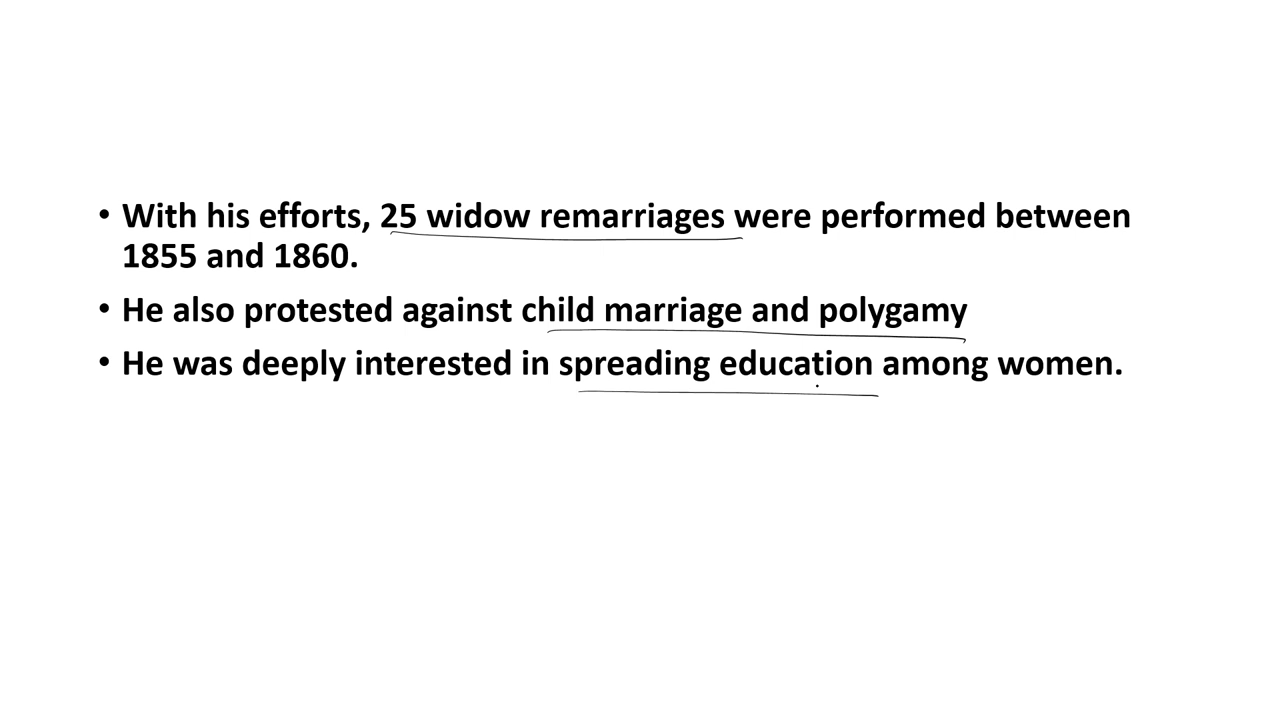 • With his efforts, 25 widow remarriages were performed between
1855 and 1860.
• He also protested against child marriage and polygamy
• He was deeply interested in spreading education among women.